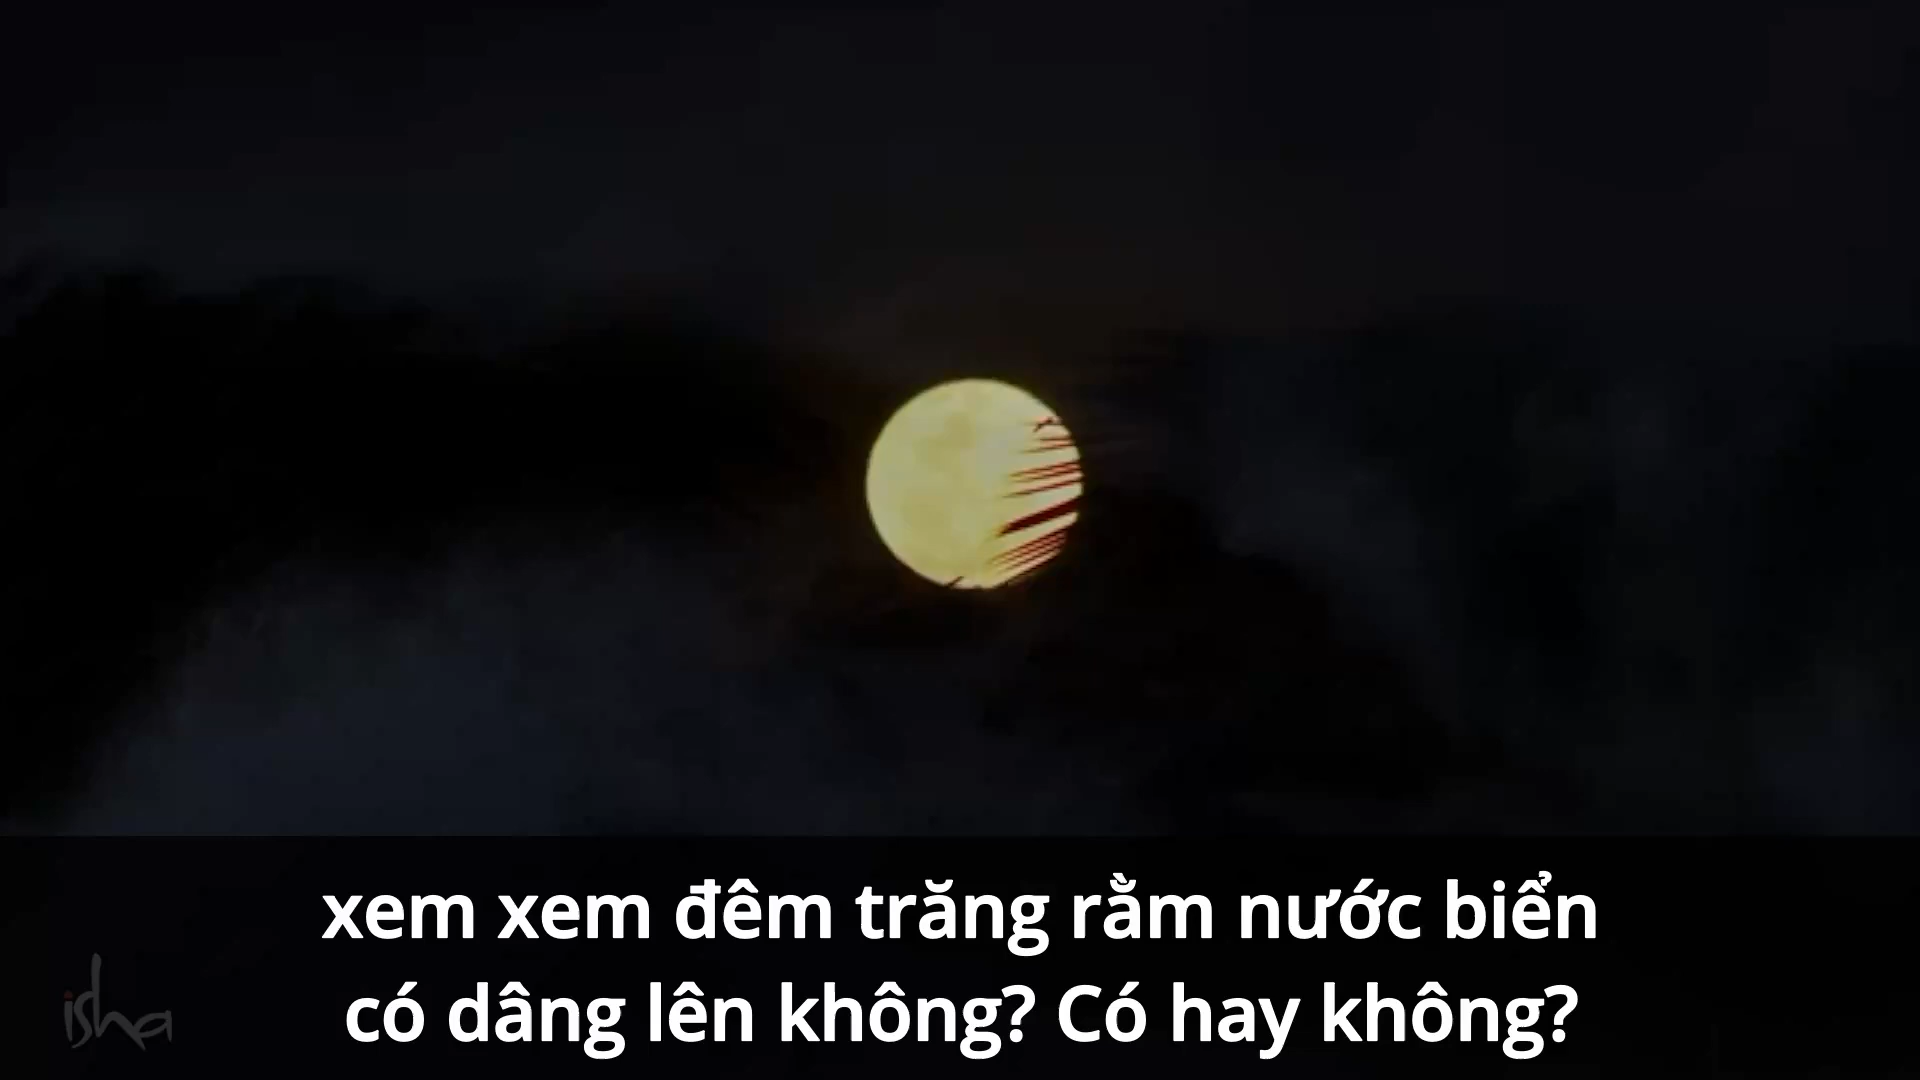 xem xem đêm trăng rằm nước biển
có dâng lên không? Có hay không?
isha